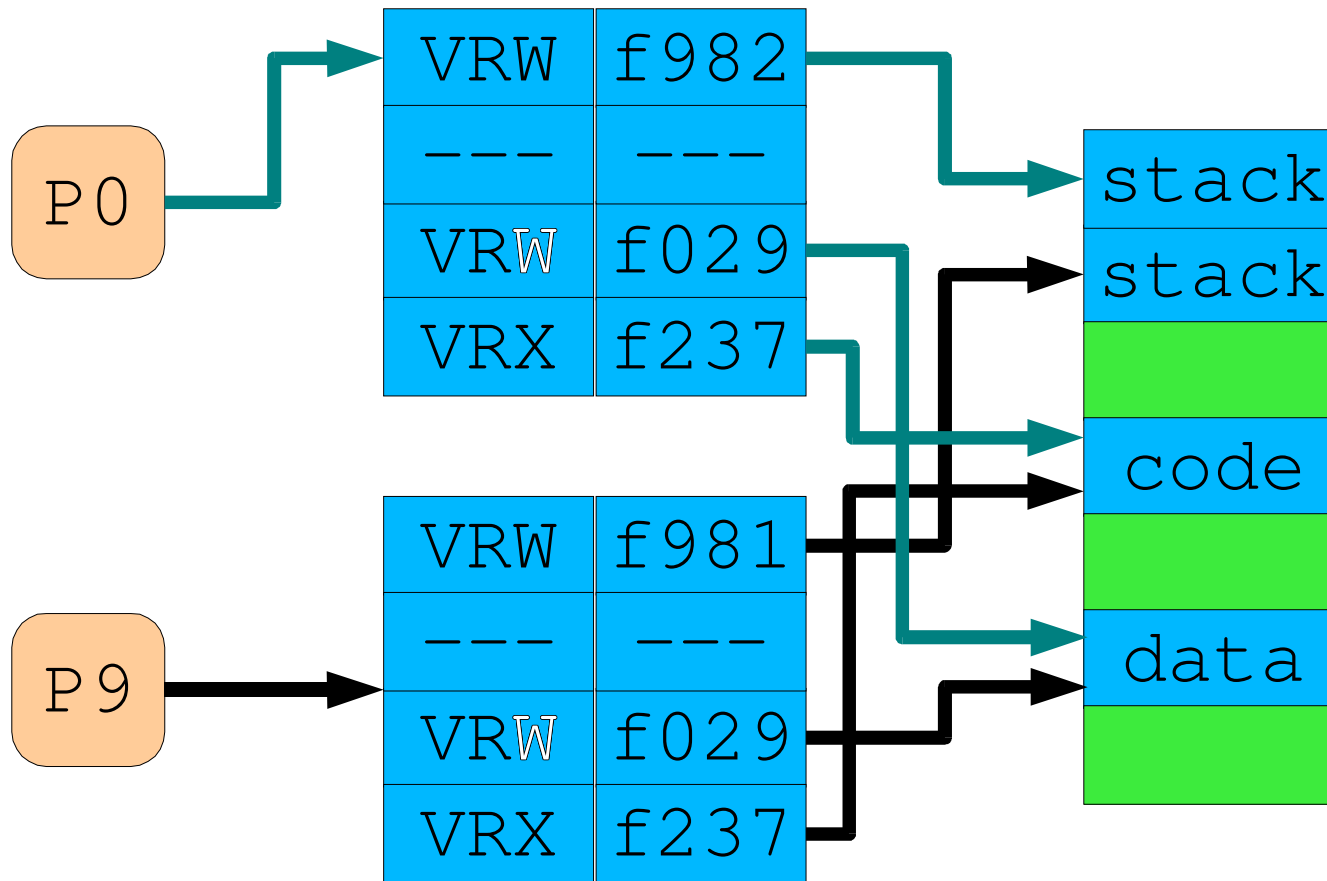 P0
VRW f982
--- ---
VRW f029
VRX f237
P9
VRW f981
--- ---
VRW f029
VRX f237
stack
stack
code
data